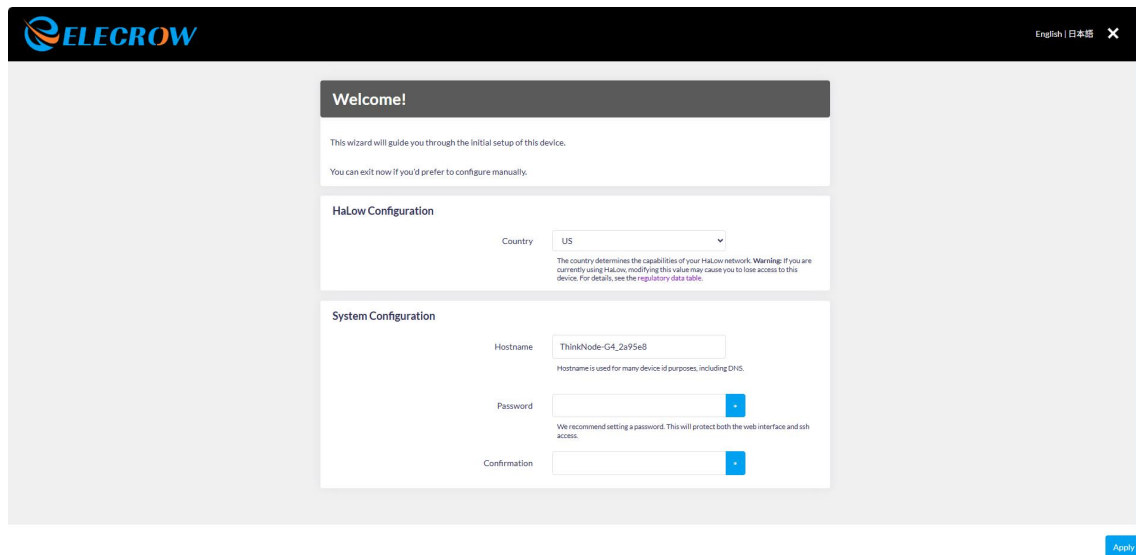 ELECROW
English | 日本語 ✕
Welcome!
This wizard will guide you through the initial setup of this device.
You can exit now if you'd prefer to configure manually.
HaLow Configuration
Country
US
The country determines the capabilities of your HaLow network. Warning: If you are
currently using HaLow, modifying this value may cause you to lose access to this
device. For details, see the regulatory data table.
System Configuration
Hostname
ThinkNode-G4_2a95e8
Hostname is used for many device id purposes, including DNS.
Password
*
We recommend setting a password. This will protect both the web interface and ssh
access.
Confirmation
*
Apply